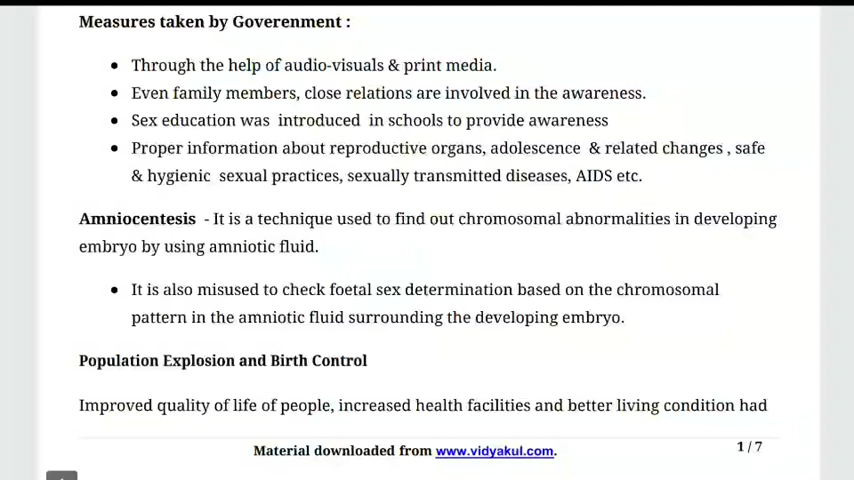 Measures taken by Goverenment :
• Through the help of audio-visuals & print media.
• Even family members, close relations are involved in the awareness.
• Sex education was introduced in schools to provide awareness
• Proper information about reproductive organs, adolescence & related changes , safe
& hygienic sexual practices, sexually transmitted diseases, AIDS etc.
Amniocentesis - It is a technique used to find out chromosomal abnormalities in developing
embryo by using amniotic fluid.
• It is also misused to check foetal sex determination based on the chromosomal
pattern in the amniotic fluid surrounding the developing embryo.
Population Explosion and Birth Control
Improved quality of life of people, increased health facilities and better living condition had
Material downloaded from www.vidyakul.com.
1 / 7